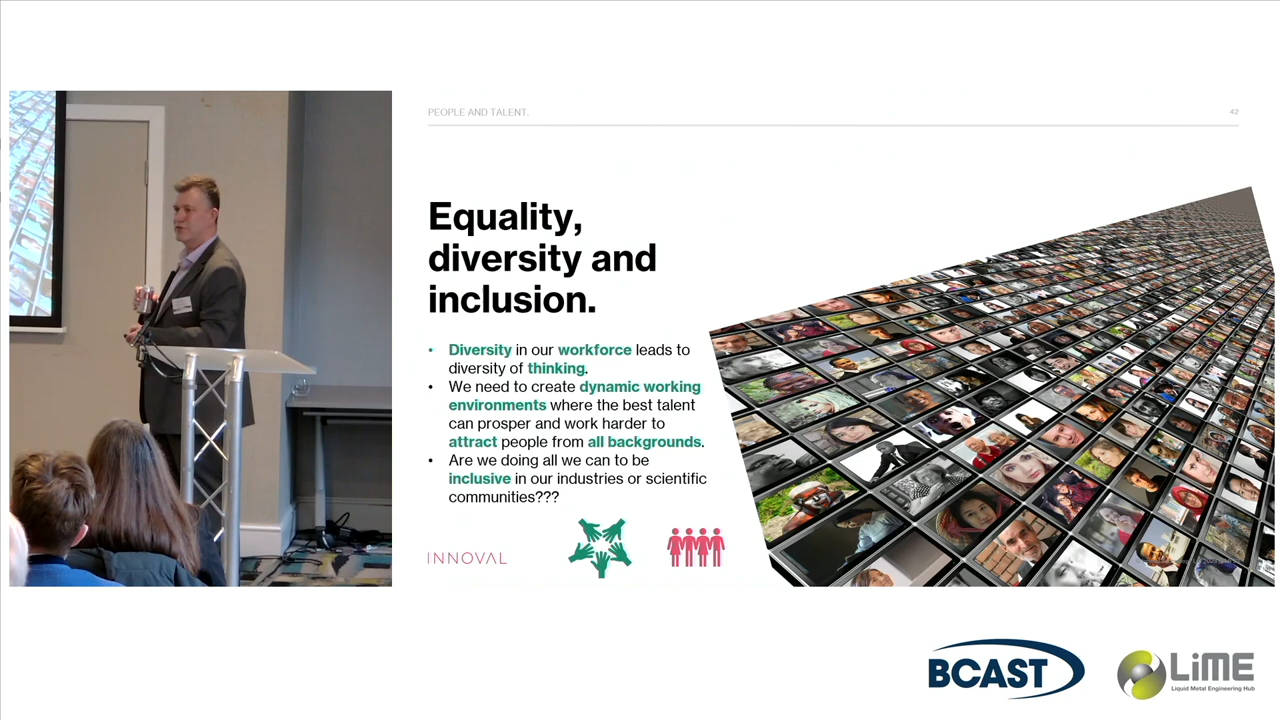 PEOPLE AND TALENT.
42
Equality,
diversity and
inclusion.
• Diversity in our workforce leads to
diversity of thinking.
• We need to create dynamic working
environments where the best talent
can prosper and work harder to
attract people from all backgrounds.
• Are we doing all we can to be
inclusive in our industries or scientific
communities???
INNOVAL
BCAST
LiME
Liquid Metal Engineering Hub